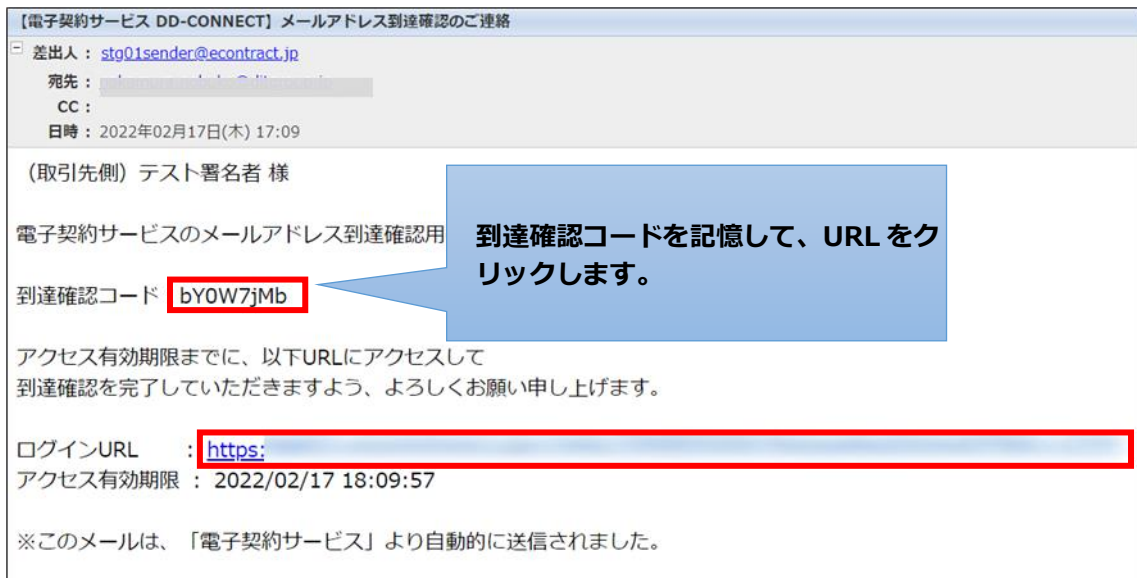 【電子契約サービス DD-CONNECT】メールアドレス到達確認のご連絡
差出人： stg01sender@econtract.jp
宛先：
CC：
日時： 2022年02月17日(木) 17:09
（取引先側）テスト署名者 様
電子契約サービスのメールアドレス到達確認用
到達確認コードを記憶して、URL をク
リックします。
到達確認コード bY0W7jMb
アクセス有効期限までに、以下URLにアクセスして
到達確認を完了していただきますよう、よろしくお願い申し上げます。
ログインURL ：https:
アクセス有効期限 ： 2022/02/17 18:09:57
※このメールは、「電子契約サービス」より自動的に送信されました。